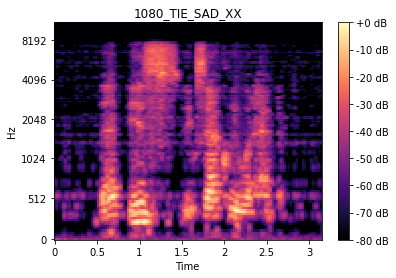 1080_TIE_SAD_XX
8192
4096
2048
1024
512
0
Hz
0
0.5
1
1.5
2
2.5
3
Time
+0 dB
-10 dB
-20 dB
-30 dB
-40 dB
-50 dB
-60 dB
-70 dB
-80 dB